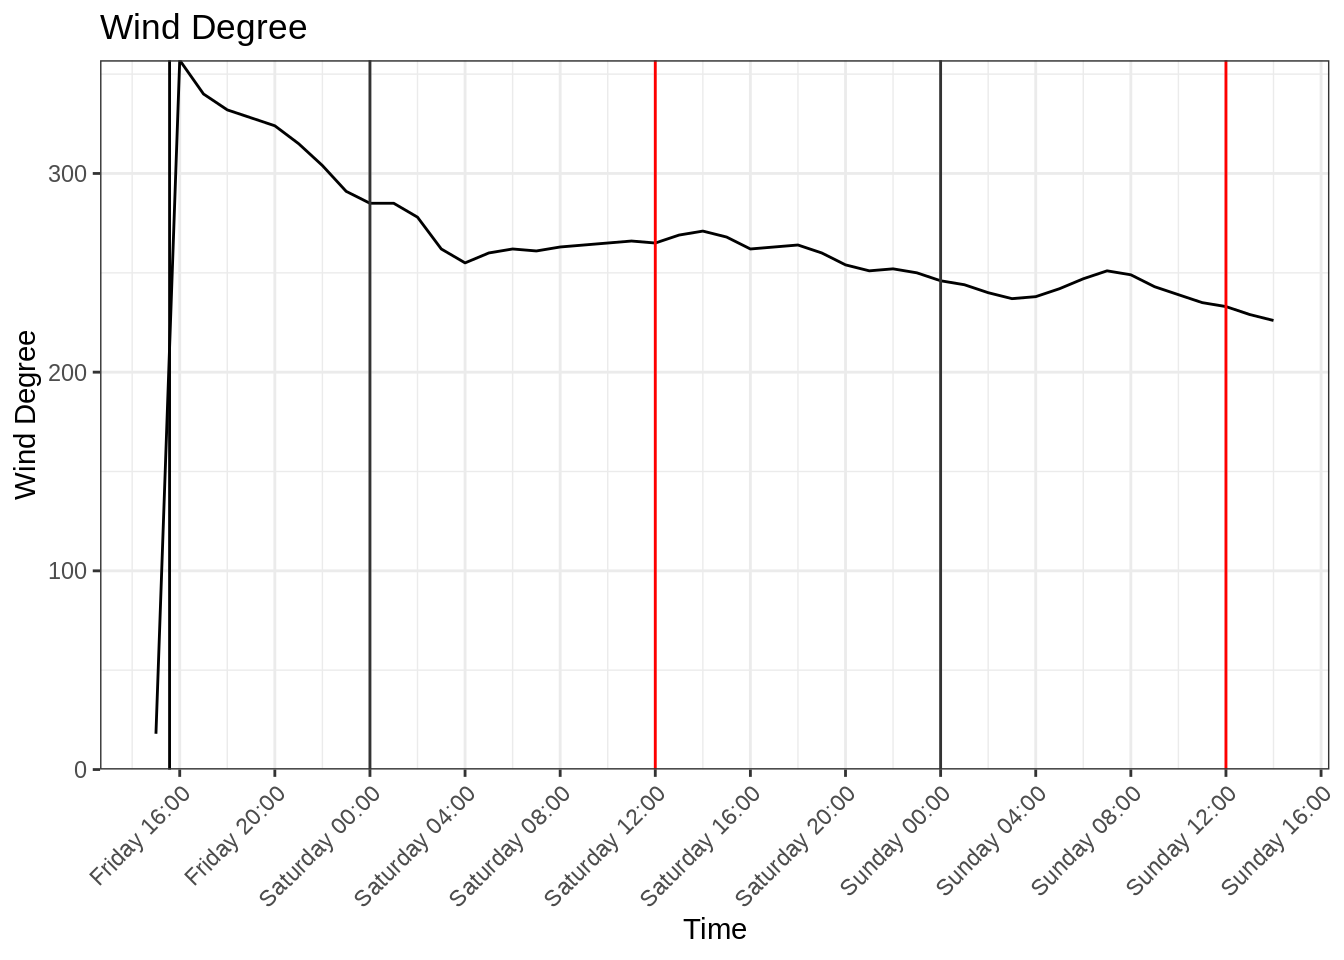 Wind Degree
Wind Degree
300
200
100
0
Friday 16:00
Friday 20:00
Saturday 00:00
Saturday 04:00
Saturday 08:00
Saturday 12:00
Saturday 16:00
Saturday 20:00
Sunday 00:00
Sunday 04:00
Sunday 08:00
Sunday 12:00
Sunday 16:00
Time